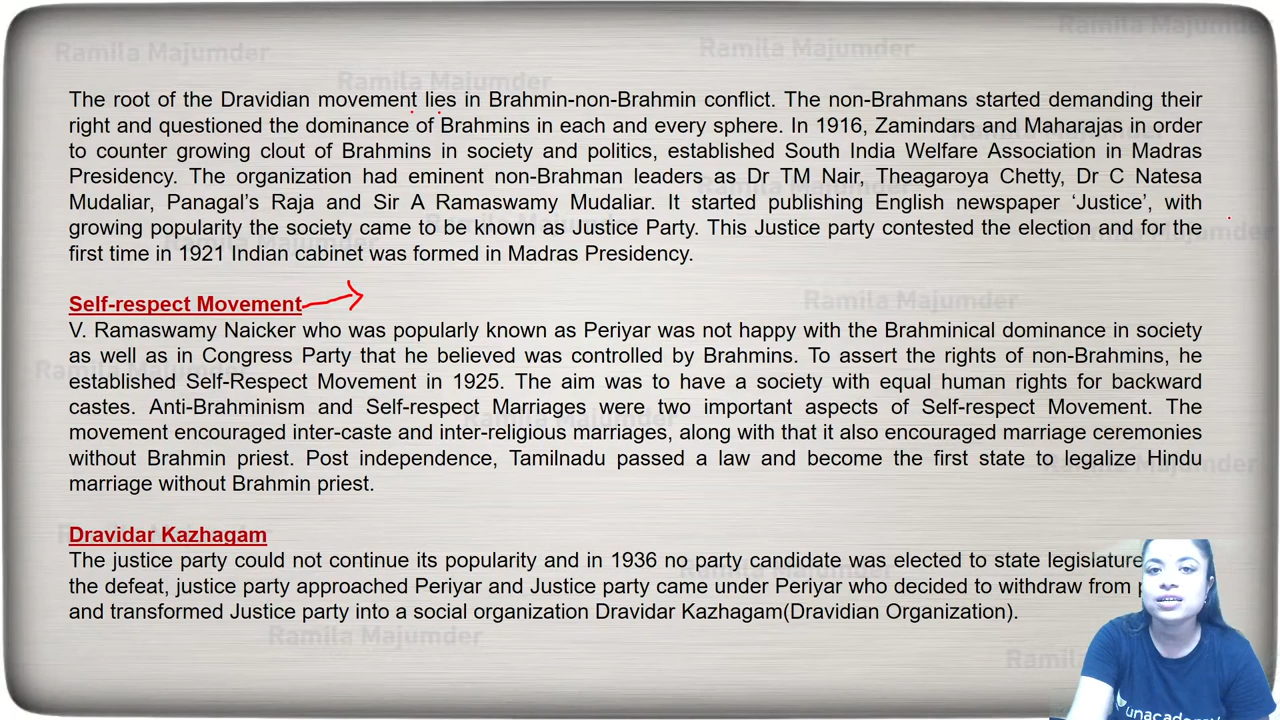 Ramila Majumder
Ramila Majumder
Ramila Majumder
Ramila Majumder
The root of the Dravidian movement lies in Brahmin-non-Brahmin conflict. The non-Brahmans started demanding their
right and questioned the dominance of Brahmins in each and every sphere. In 1916, Zamindars and Maharajas in order
to counter growing clout of Brahmins in society and politics, established South India Welfare Association in Madras
Presidency. The organization had eminent non-Brahman leaders as Dr TM Nair, Theagaroya Chetty, Dr C Natesa
Mudaliar, Panagal's Raja and Sir A Ramaswamy Mudaliar. It started publishing English newspaper 'Justice', with
growing popularity the society came to be known as Justice Party. This Justice party contested the election and for the
first time in 1921 Indian cabinet was formed in Madras Presidency.
Ramila Majumder
Self-respect Movement
V. Ramaswamy Naicker who was popularly known as Periyar was not happy with the Brahminical dominance in society
as well as in Congress Party that he believed was controlled by Brahmins. To assert the rights of non-Brahmins, he
established Self-Respect Movement in 1925. The aim was to have a society with equal human rights for backward
castes. Anti-Brahminism and Self-respect Marriages were two important aspects of Self-respect Movement. The
movement encouraged inter-caste and inter-religious marriages, along with that it also encouraged marriage ceremonies
without Brahmin priest. Post independence, Tamilnadu passed a law and become the first state to legalize Hindu
marriage without Brahmin priest.
Dravidar Kazhagam
The justice party could not continue its popularity and in 1936 no party candidate was elected to state legislature
the defeat, justice party approached Periyar and Justice party came under Periyar who decided to withdraw from
and transformed Justice party into a social organization Dravidar Kazhagam(Dravidian Organization).
Ramila Majumder
Ramila
unacademy